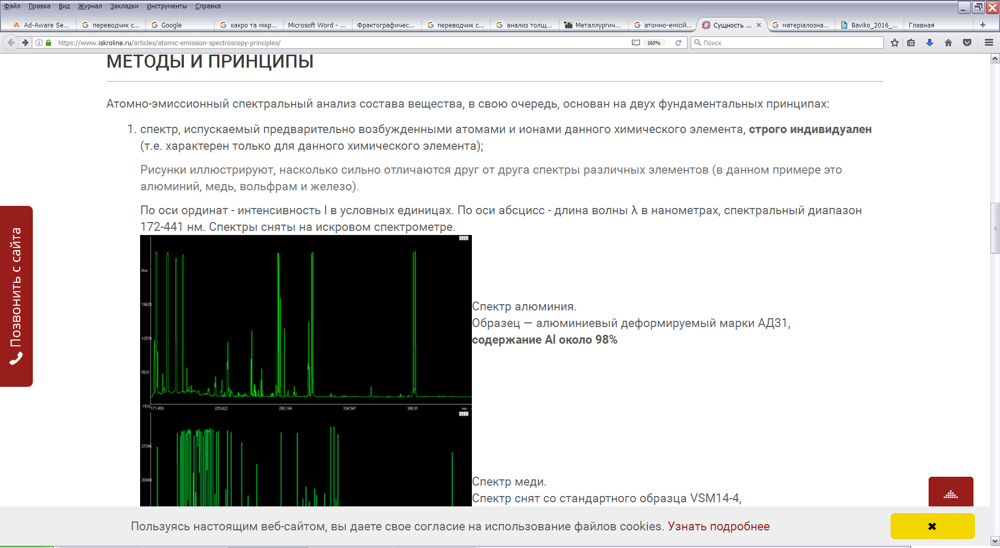 Файл Правка Вид Журнал Закладки Инструменты Справка
Ad-Aware Se... переводчик с... Google какро та мікр... Microsoft Word - ... Фрактографичес... переводчик с... анализ толщ... Металлургич... атомно-емісій... Сущность ... матеріалозна... Baviko_2016_... Главная
https://www.iskroline.ru/articles/atomic-emission-spectroscopy-principles/ 160% Поиск
МЕТОДЫ И ПРИНЦИПЫ
Атомно-эмиссионный спектральный анализ состава вещества, в свою очередь, основан на двух фундаментальных принципах:
1. спектр, испускаемый предварительно возбужденными атомами и ионами данного химического элемента, строго индивидуален
(т.е. характерен только для данного химического элемента);
Рисунки иллюстрируют, насколько сильно отличаются друг от друга спектры различных элементов (в данном примере это
алюминий, медь, вольфрам и железо).
По оси ординат - интенсивность I в условных единицах. По оси абсцисс - длина волны λ в нанометрах, спектральный диапазон
172-441 нм. Спектры сняты на искровом спектрометре.
Позвонить с сайта
Инт
19625
12578
5531
-1516
171,459 225,822 280,184 334,547 388,91 нм
Спектр алюминия.
Образец — алюминиевый деформируемый марки АД31,
содержание Al около 98%
27246
20049
Спектр меди.
Спектр снят со стандартного образца VSM14-4,
Пользуясь настоящим веб-сайтом, вы даете свое согласие на использование файлов cookies. Узнать подробнее